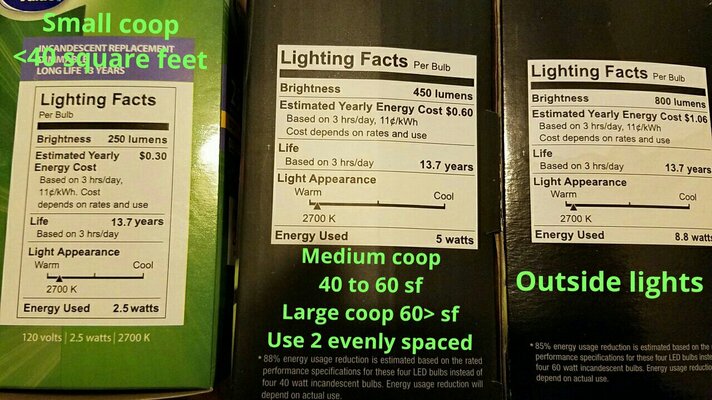 Small coop
<40 square feet
INCANDESCENT REPLACEMENT
LONG LIFE 13 YEARS
Lighting Facts
Per Bulb
Brightness 250 lumens
Estimated Yearly $0.30
Energy Cost
Based on 3 hrs/day,
11¢/kWh. Cost
depends on rates and use
Life 13.7 years
Based on 3 hrs/day
Light Appearance
Warm Cool
2700 K
Energy Used 2.5 watts
120 volts | 2.5 watts | 2700 K
Lighting Facts Per Bulb
Brightness 450 lumens
Estimated Yearly Energy Cost $0.60
Based on 3 hrs/day, 11¢/kWh
Cost depends on rates and use
Life
Based on 3 hrs/day 13.7 years
Light Appearance
Warm Cool
2700 K
Energy Used 5 watts
Medium coop
40 to 60 sf
Large coop 60> sf
Use 2 evenly spaced
* 88% energy usage reduction is estimated based on the rated
performance specifications for these four LED bulbs instead of
four 40 watt incandescent bulbs. Energy usage reduction will
depend on actual use.
Lighting Facts Per Bulb
Brightness 800 lumens
Estimated Yearly Energy Cost $1.06
Based on 3 hrs/day, 11¢/kWh
Cost depends on rates and use
Life
Based on 3 hrs/day 13.7 years
Light Appearance
Warm Cool
2700 K
Energy Used 8.8 watts
Outside lights
* 85% energy usage reduction is estimated based on the
performance specifications for these four LED bulbs
four 60 watt incandescent bulbs. Energy usage reduction
depend on actual use.